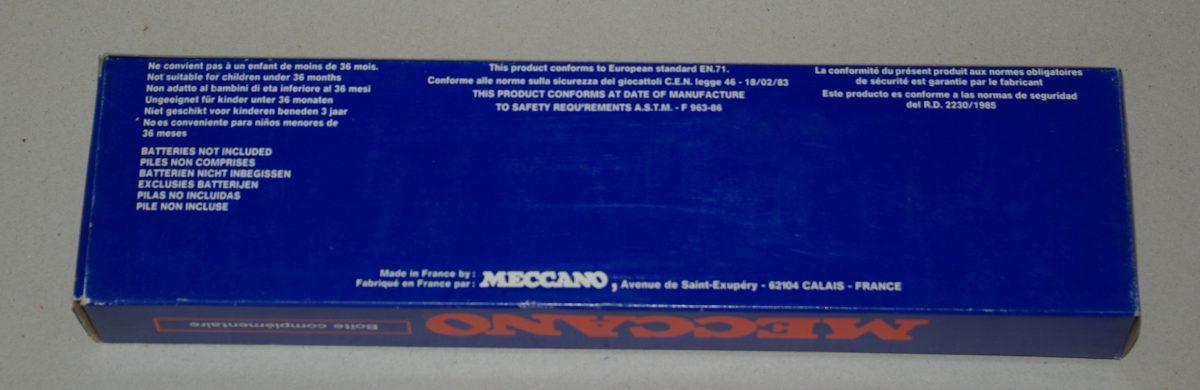 Ne convient pas à un enfant de moins de 36 mois.
Not suitable for children under 36 months
Non adatto al bambini di eta inferiore al 36 mesi
Ungeeignet für kinder unter 36 monaten
Niet geschikt voor kinderen beneden 3 jaar
No es conveniente para niños menores de
36 meses
BATTERIES NOT INCLUDED
PILES NON COMPRISES
BATTERIEN NICHT INBEGISSEN
EXCLUSIES BATTERIJEN
PILAS NO INCLUIDAS
PILE NON INCLUSE
This product conforms to European standard EN.71.
Conforme alle norme sulla sicurezza del giocattoli C.E.N. legge 46 - 18/02/83
THIS PRODUCT CONFORMS AT DATE OF MANUFACTURE
TO SAFETY REQU'REMENTS A.S.T.M. - F 963-86
La conformité du présent produit aux normes obligatoires
de sécurité est garantie par le fabricant
Este producto es conforme a las normas de seguridad
del R.D. 2230/1985
Made in France by :
Fabriqué en France par : MECCANO, Avenue de Saint-Exupéry - 62104 CALAIS - FRANCE
MECCANO Boîte complémentaire